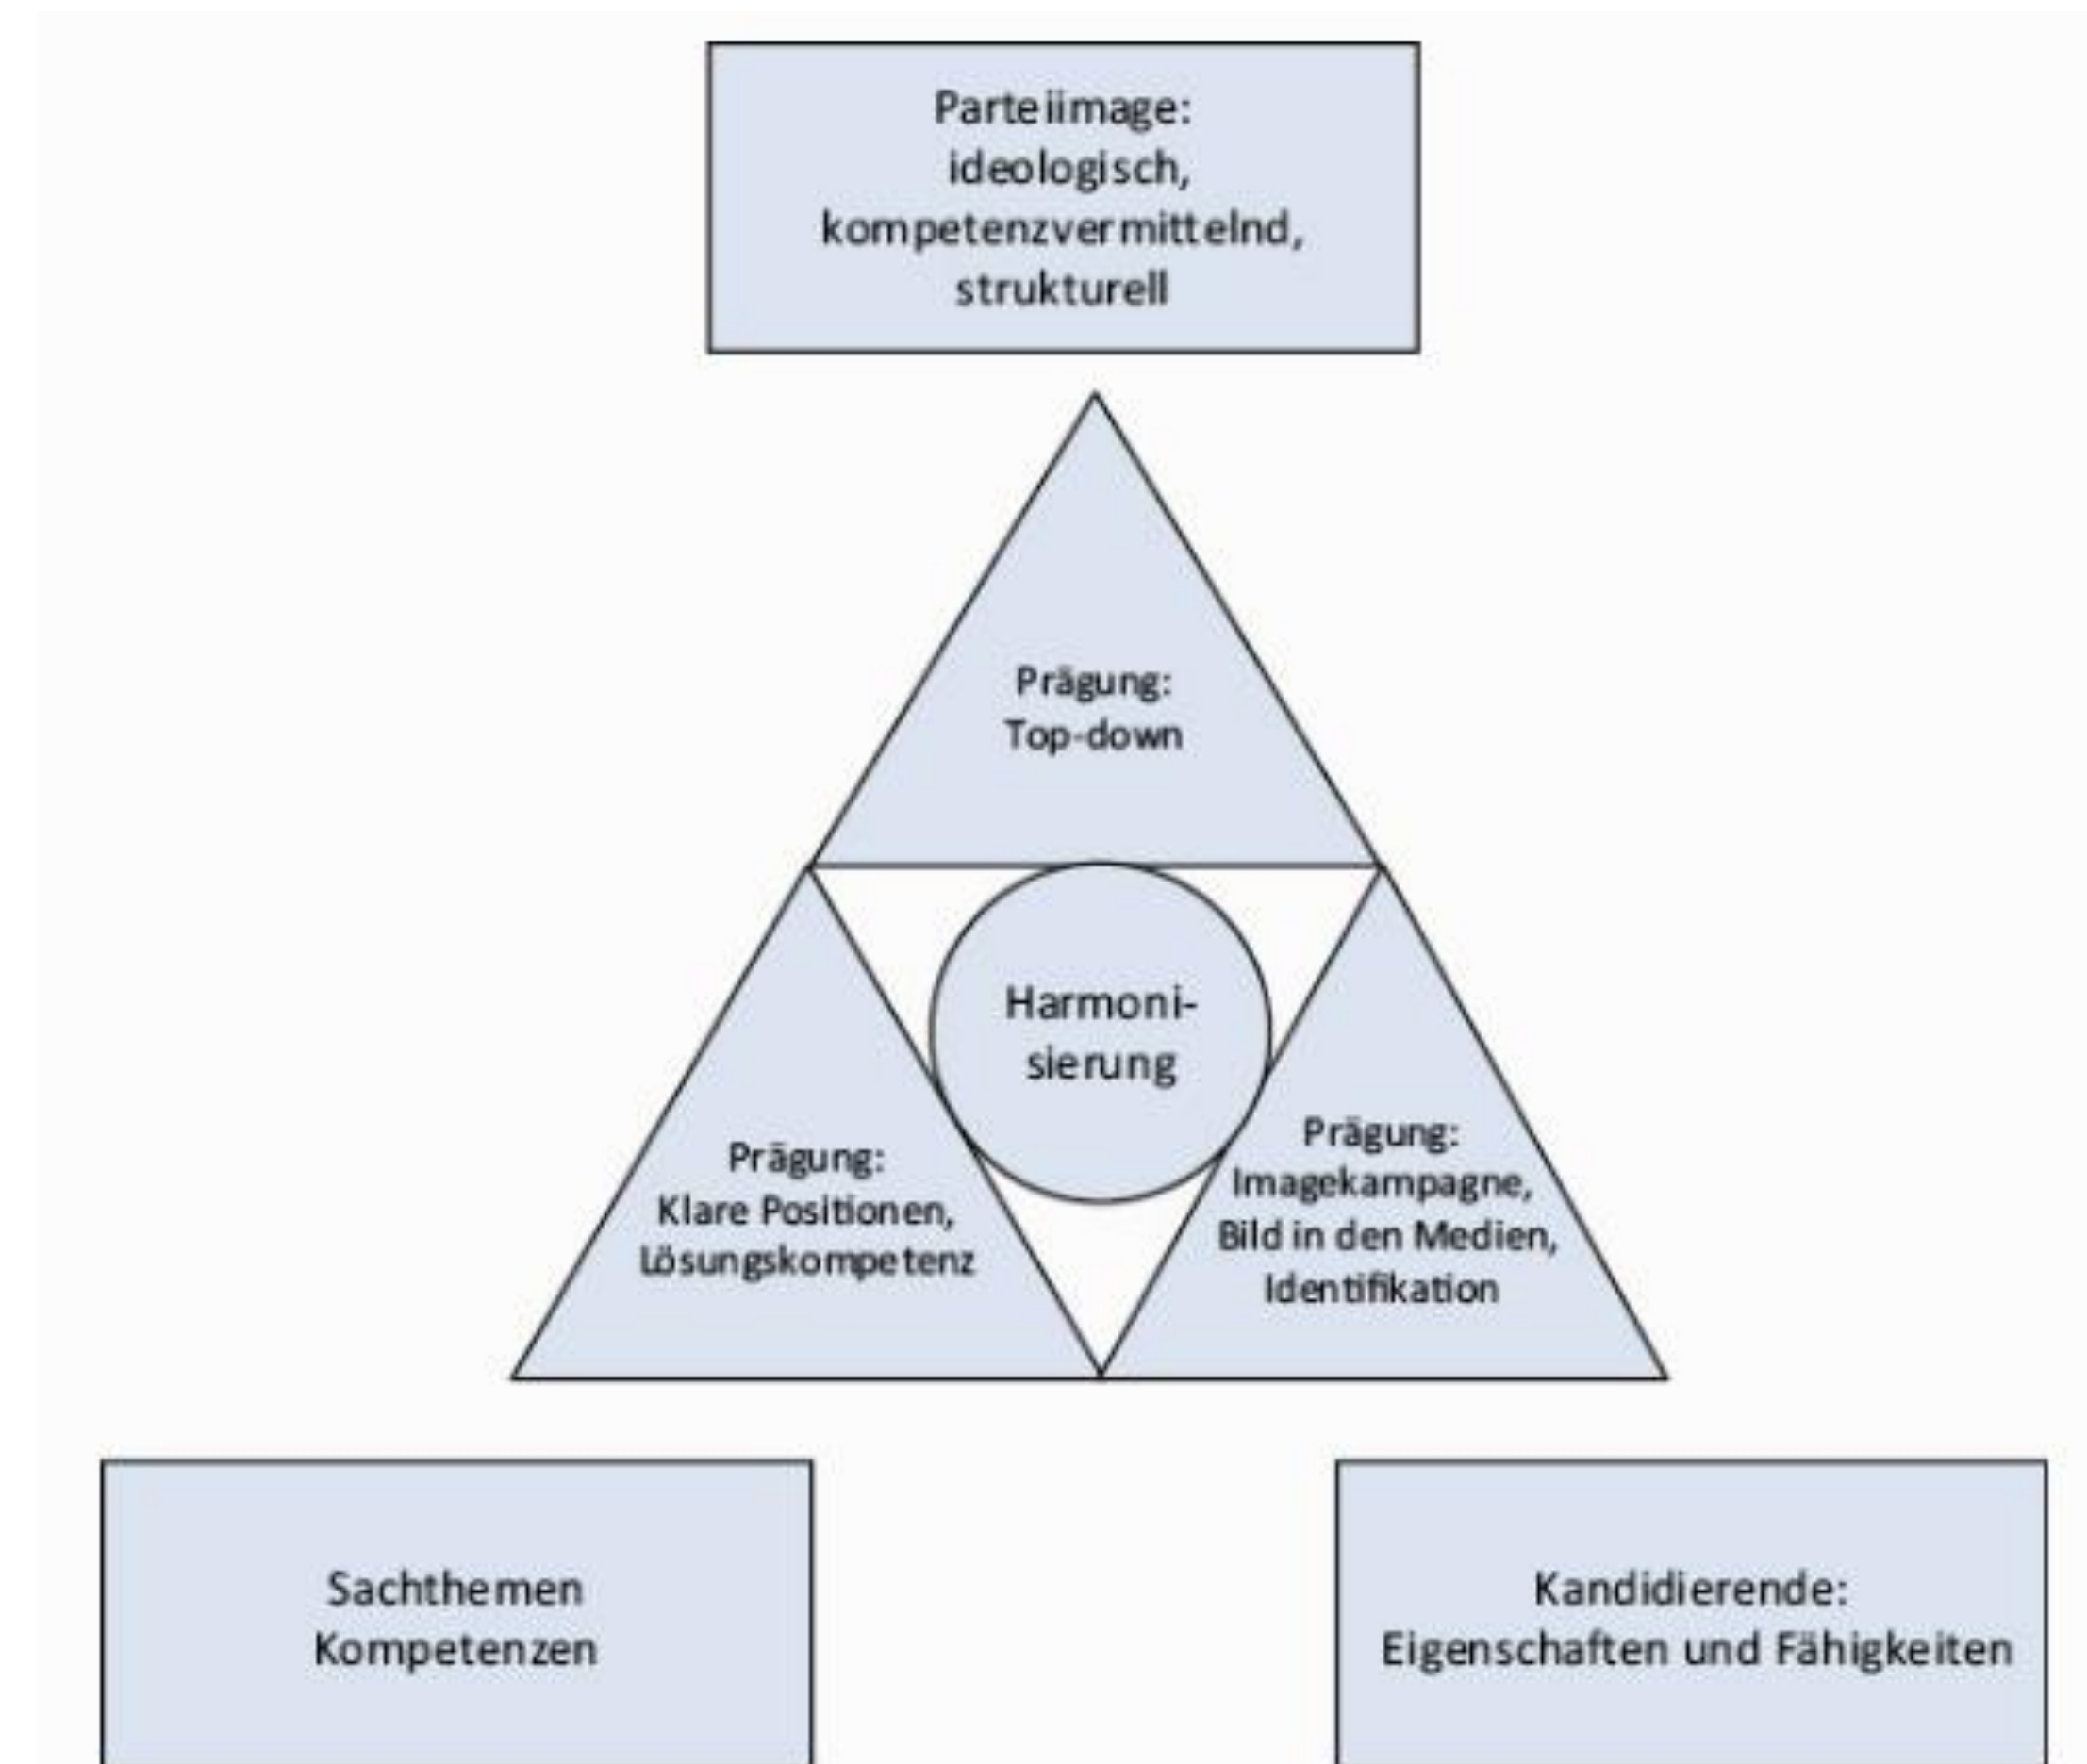 Parteiimage:
ideologisch,
kompetenzvermittelnd,
strukturell
Prägung:
Top-down
Harmoni-
sierung
Prägung:
Klare Positionen,
Lösungskompetenz
Prägung:
Imagekampagne,
Bild in den Medien,
Identifikation
Sachthemen
Kompetenzen
Kandidierende:
Eigenschaften und Fähigkeiten